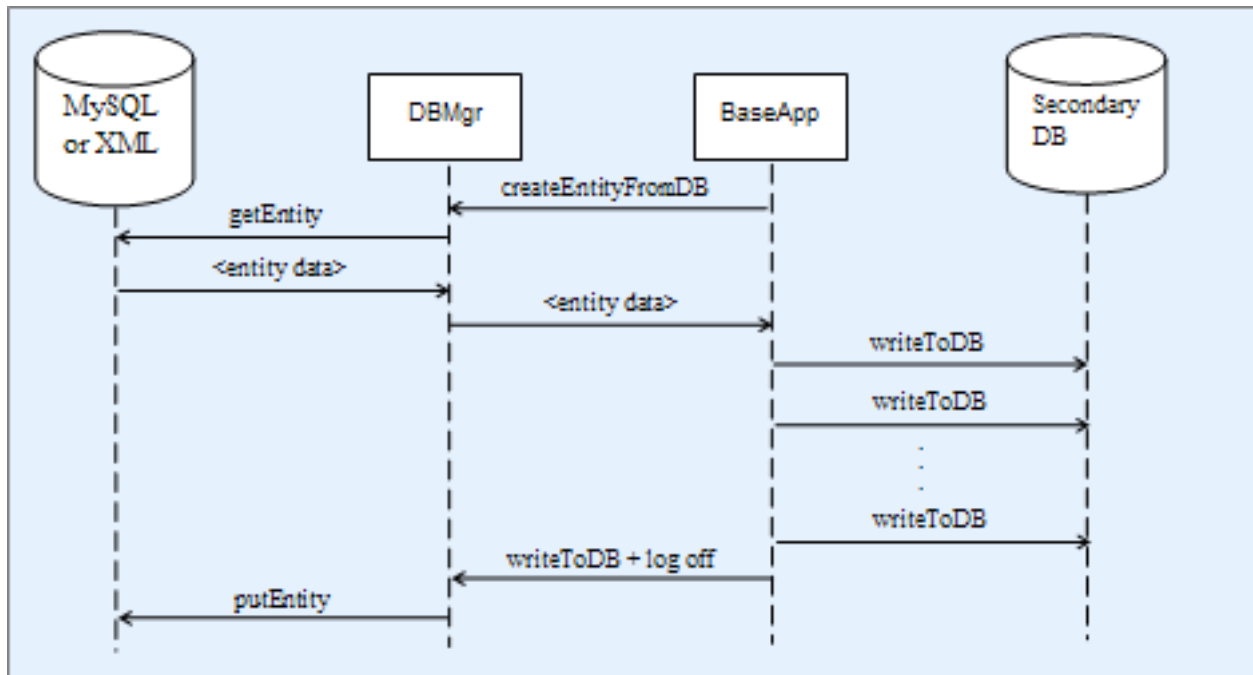 MySQL
or XML
DBMgr
BaseApp
Secondary
DB
createEntityFromDB
getEntity
<entity data>
<entity data>
writeToDB
writeToDB
.
.
.
writeToDB
writeToDB + log off
putEntity